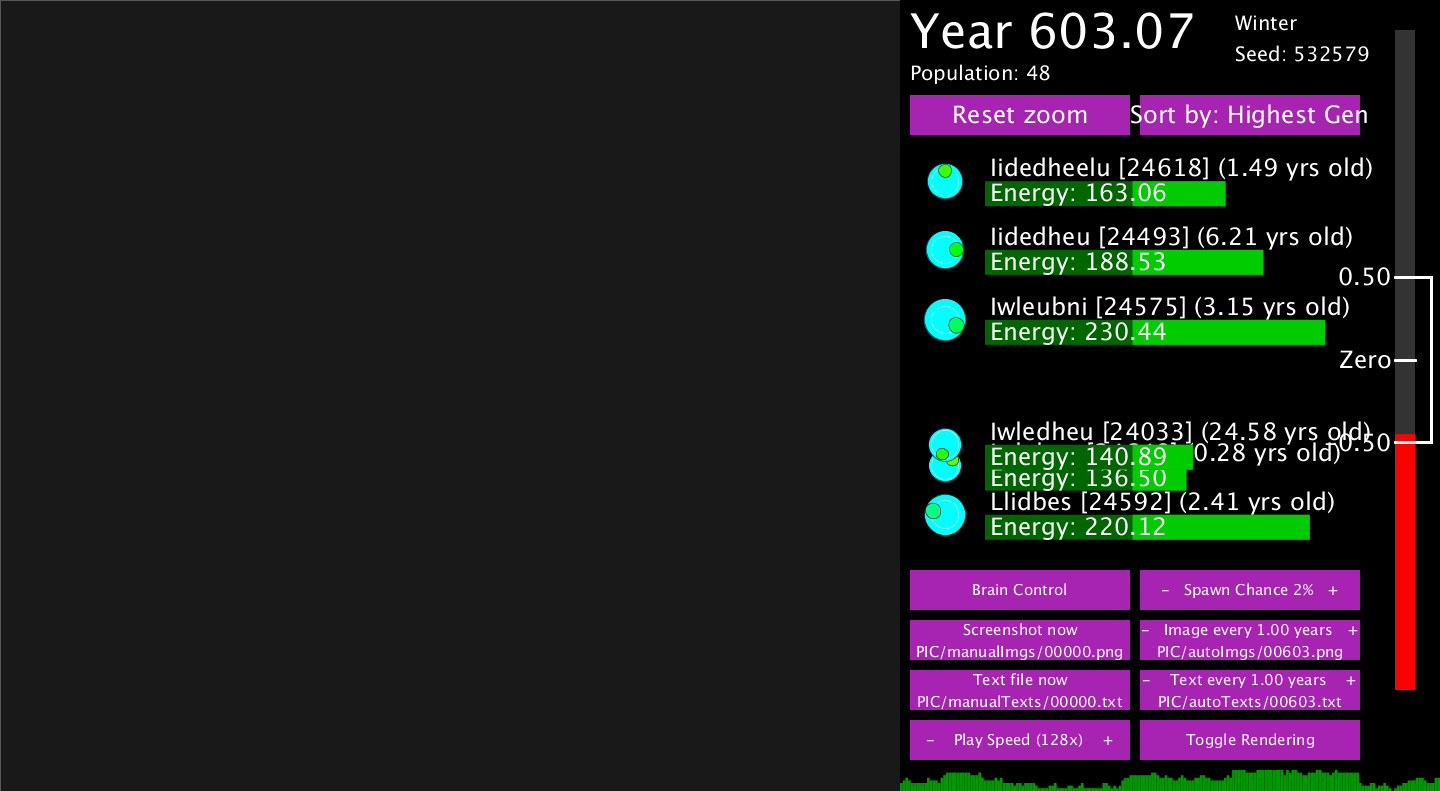 Year 603.07
Winter
Seed: 532579
Population: 48
Reset zoom
Sort by: Highest Gen
Iidedheelu [24618] (1.49 yrs old)
Energy: 163.06
Iidedheu [24493] (6.21 yrs old)
Energy: 188.53
0.50
Iwleubni [24575] (3.15 yrs old)
Energy: 230.44
Zero
Iwledheu [24033] (24.58 yrs old)
-0.50
0.28 yrs old)
Energy: 140.89
Energy: 136.50
Llidbes [24592] (2.41 yrs old)
Energy: 220.12
Brain Control
- Spawn Chance 2% +
Screenshot now
PIC/manualImgs/00000.png
- Image every 1.00 years +
PIC/autoImgs/00603.png
Text file now
PIC/manualTexts/00000.txt
- Text every 1.00 years +
PIC/autoTexts/00603.txt
- Play Speed (128x) +
Toggle Rendering